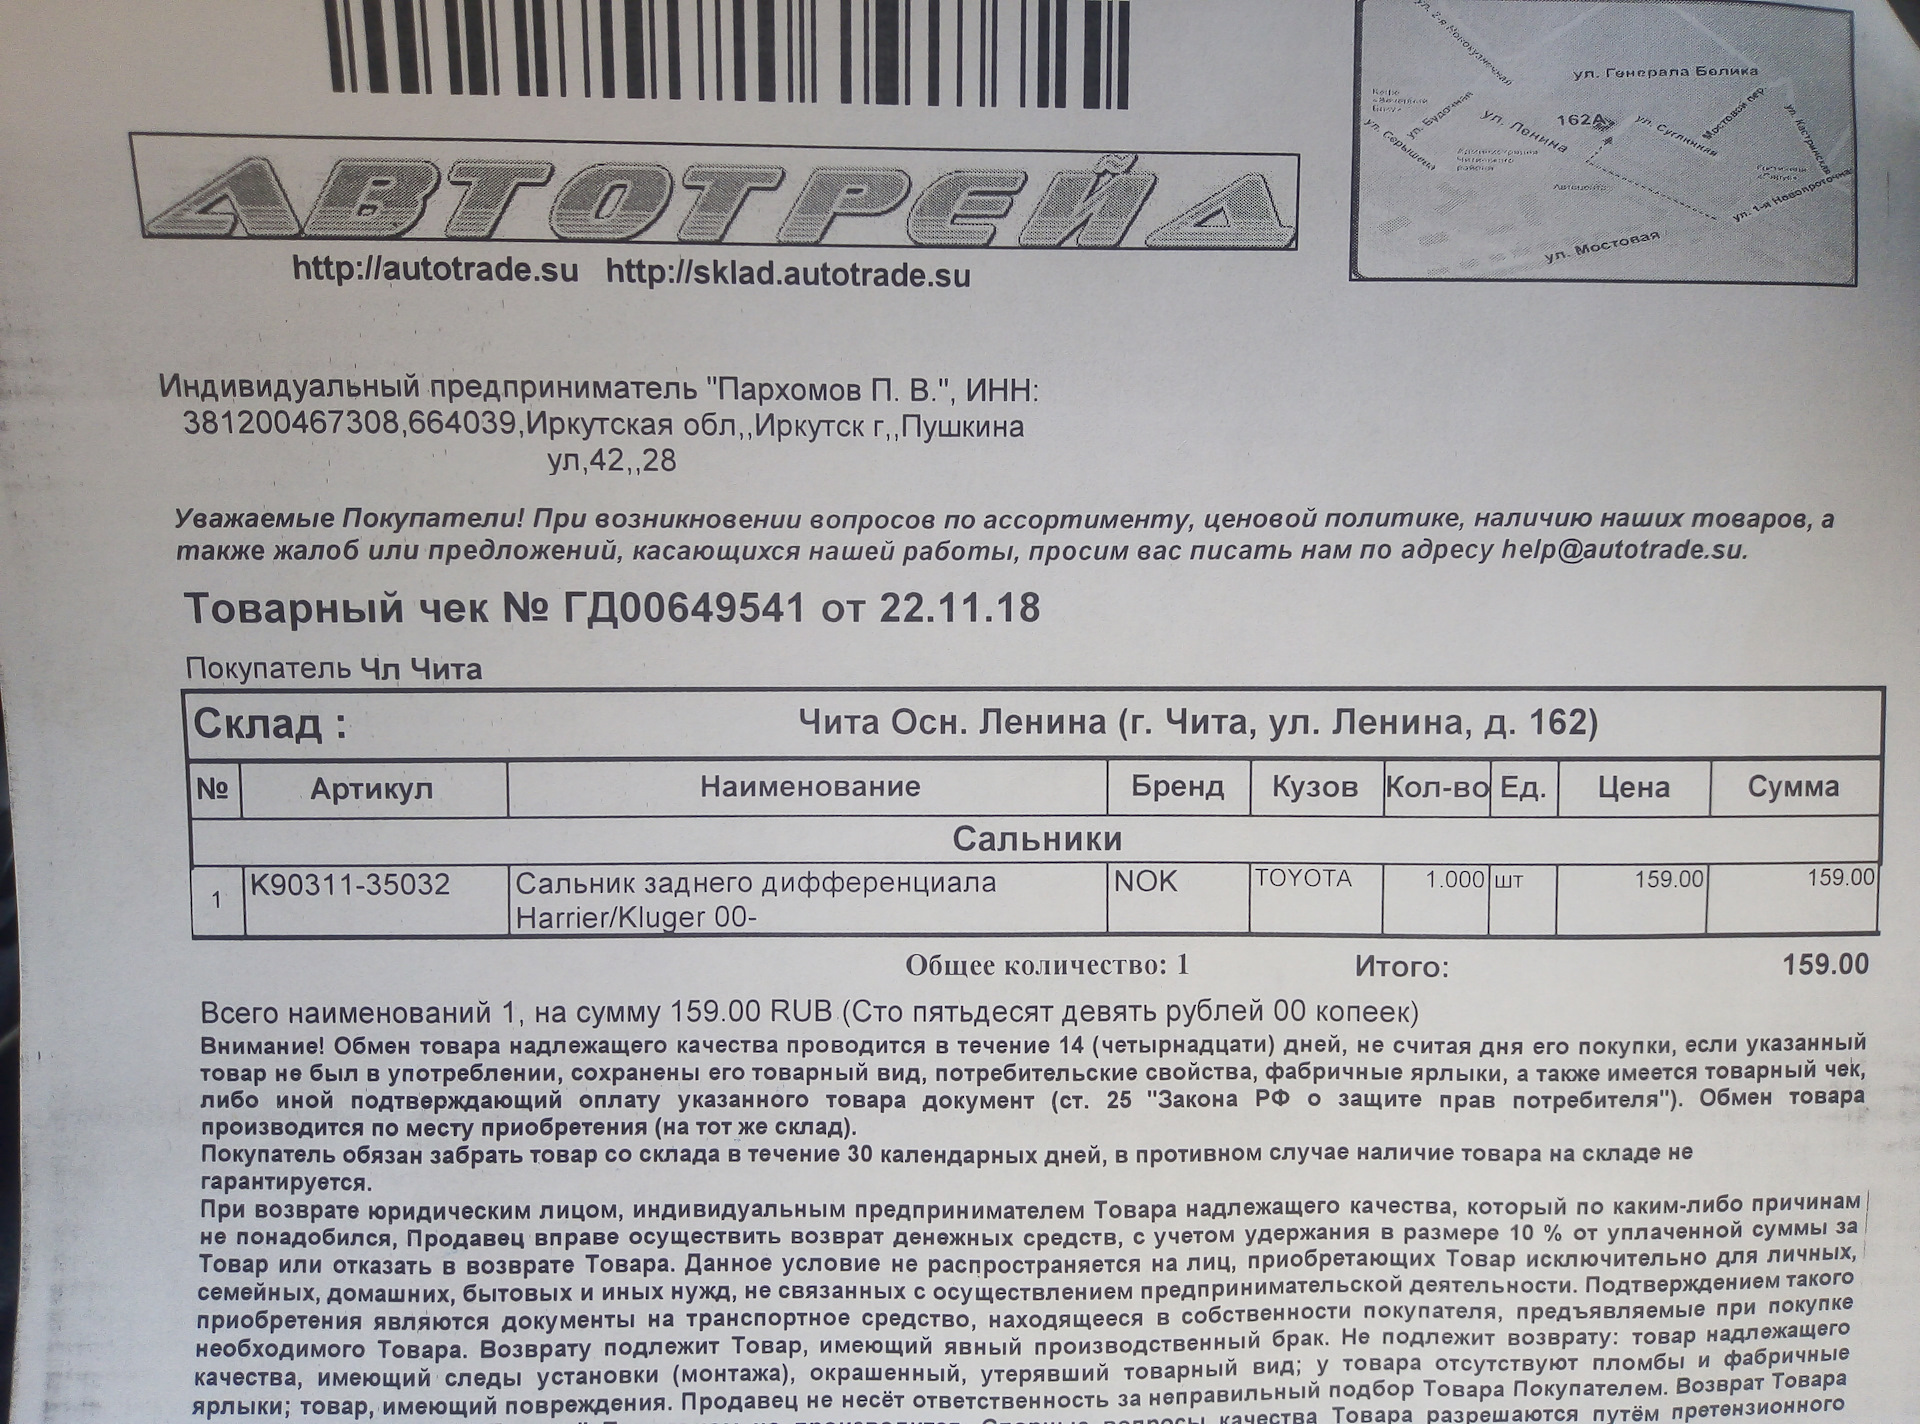 ул. Генерала Белика
ул. Будочная
ул. Ленина
162А
ул. Суглинная
Мостовой пер
ул. Мостовая
АВТОТРЕЙД
http://autotrade.su http://sklad.autotrade.su
Индивидуальный предприниматель "Пархомов П. В.", ИНН:
381200467308,664039,Иркутская обл,,Иркутск г,,Пушкина
ул,42,,28
Уважаемые Покупатели! При возникновении вопросов по ассортименту, ценовой политике, наличию наших товаров, а
также жалоб или предложений, касающихся нашей работы, просим вас писать нам по адресу help@autotrade.su.
Товарный чек № ГД00649541 от 22.11.18
Покупатель Чл Чита
Склад : Чита Осн. Ленина (г. Чита, ул. Ленина, д. 162)
№ Артикул Наименование Бренд Кузов Кол-во Ед. Цена Сумма
Сальники
1 K90311-35032 Сальник заднего дифференциала NOK TOYOTA 1.000 шт 159.00 159.00
Harrier/Kluger 00-
Общее количество: 1 Итого: 159.00
Всего наименований 1, на сумму 159.00 RUB (Сто пятьдесят девять рублей 00 копеек)
Внимание! Обмен товара надлежащего качества проводится в течение 14 (четырнадцати) дней, не считая дня его покупки, если указанный
товар не был в употреблении, сохранены его товарный вид, потребительские свойства, фабричные ярлыки, а также имеется товарный чек,
либо иной подтверждающий оплату указанного товара документ (ст. 25 "Закона РФ о защите прав потребителя"). Обмен товара
производится по месту приобретения (на тот же склад).
Покупатель обязан забрать товар со склада в течение 30 календарных дней, в противном случае наличие товара на складе не
гарантируется.
При возврате юридическим лицом, индивидуальным предпринимателем Товара надлежащего качества, который по каким-либо причинам
не понадобился, Продавец вправе осуществить возврат денежных средств, с учетом удержания в размере 10 % от уплаченной суммы за
Товар или отказать в возврате Товара. Данное условие не распространяется на лиц, приобретающих Товар исключительно для личных,
семейных, домашних, бытовых и иных нужд, не связанных с осуществлением предпринимательской деятельности. Подтверждением такого
приобретения являются документы на транспортное средство, находящееся в собственности покупателя, предъявляемые при покупке
необходимого Товара. Возврату подлежит Товар, имеющий явный производственный брак. Не подлежит возврату: товар надлежащего
качества, имеющий следы установки (монтажа), окрашенный, утерявший товарный вид; у товара отсутствуют пломбы и фабричные
ярлыки; товар, имеющий повреждения. Продавец не несёт ответственность за неправильный подбор Товара Покупателем. Возврат Товара
вопросы качества Товара разрешаются путём претензионного